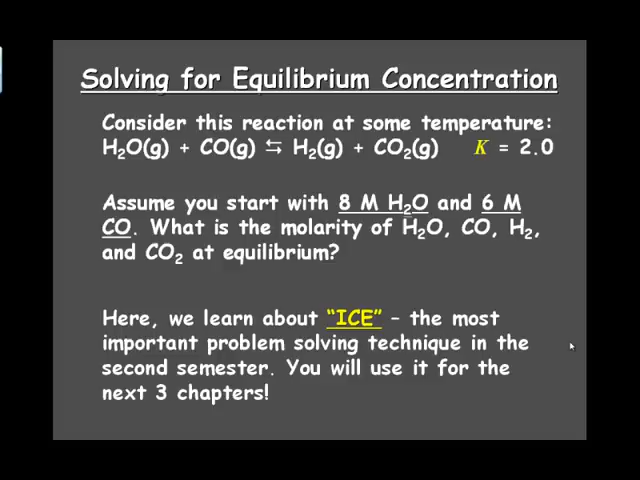 Solving for Equilibrium Concentration
Consider this reaction at some temperature:
H₂O(g) + CO(g) ⇆ H₂(g) + CO₂(g) K = 2.0
Assume you start with 8 M H₂O and 6 M
CO. What is the molarity of H₂O, CO, H₂,
and CO₂ at equilibrium?
Here, we learn about “ICE” – the most
important problem solving technique in the
second semester. You will use it for the
next 3 chapters!